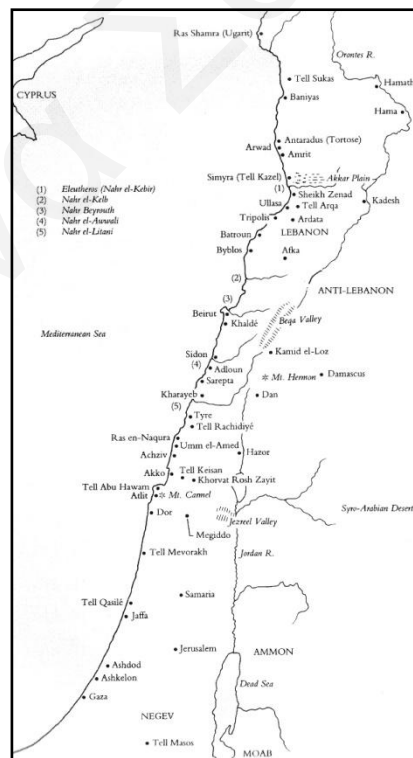 Ras Shamra (Ugarit)
Orontes R.
Tell Sukas
Hamath
CYPRUS
Baniyas
Hama
Antaradus (Tortose)
Arwad
Amrit
Simyra (Tell Kazel)
Akkar Plain
(1)
Sheikh Zenad
(1) Eleutheros (Nahr el-Kebir)
Ullasa
Tell Arqa
Kadesh
(2) Nahr el-Kelb
Tripolis
Ardata
(3) Nahr Beyrouth
(4) Nahr el-Awwali
Batroun
LEBANON
(5) Nahr el-Litani
Byblos
Afka
(2)
ANTI-LEBANON
(3)
Beirut
Beqa Valley
Khaldé
Mediterranean Sea
Sidon
Kamid el-Loz
(4)
Adloun
Mt. Hermon
Damascus
Sarepta
Kharayeb
Dan
(5)
Tyre
Tell Rachidiyé
Ras en-Naqura
Umm el-Amed
Achziv
Hazor
Akko
Tell Keisan
Khorvat Rosh Zayit
Tell Abu Hawam
Atlit
Mt. Carmel
Dor
Jezreel Valley
Syro-Arabian Desert
Megiddo
Tell Mevorakh
Jordan R.
Samaria
Tell Qasilé
Jaffa
Jerusalem
AMMON
Ashdod
Ashkelon
Dead Sea
Gaza
NEGEV
Tell Masos
MOAB